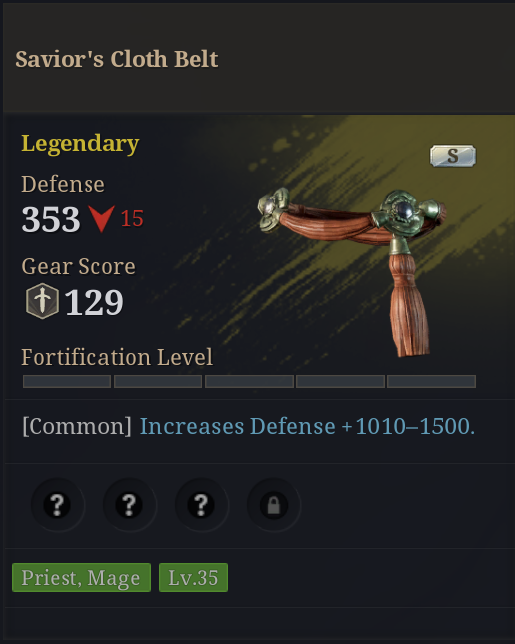 Savior's Cloth Belt
Legendary
S
Defense
353 15
Gear Score
129
Fortification Level
[Common] Increases Defense +1010–1500.
? ? ?
Priest, Mage Lv.35